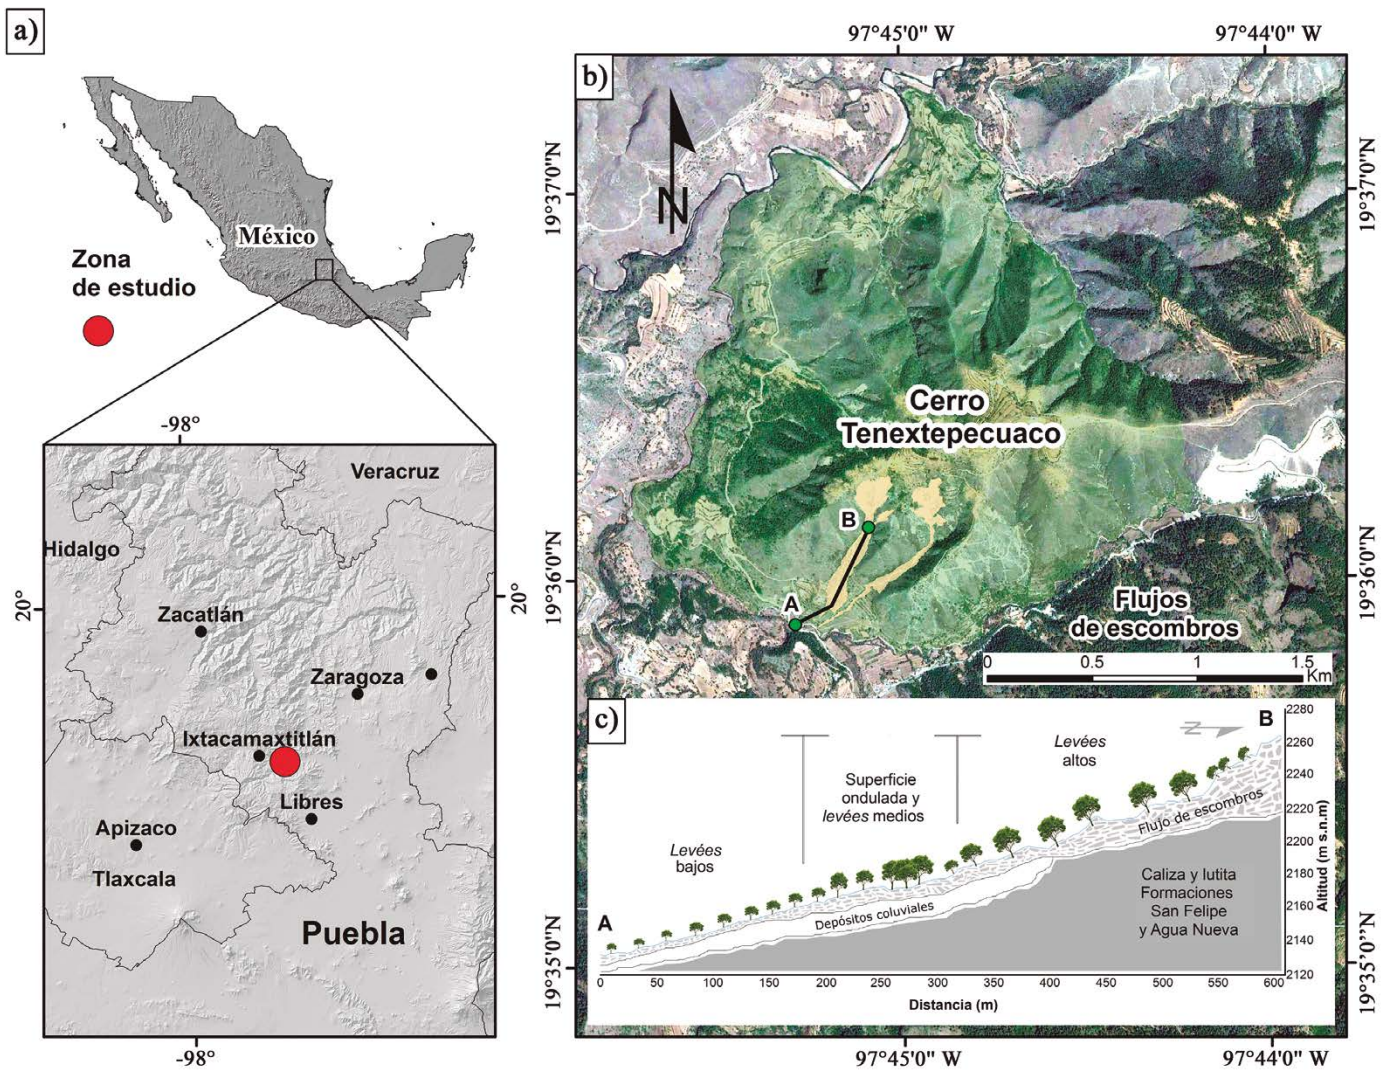 a)
México
Zona
de estudio
-98°
Veracruz
Hidalgo
20°
20°
Zacatlán
Zaragoza
Ixtacamaxtitlán
Libres
Apizaco
Tlaxcala
Puebla
-98°
97°45'0" W
97°44'0" W
b)
N
19°37'0"N
19°37'0"N
Cerro
Tenextepecuaco
B
A
19°36'0"N
19°36'0"N
Flujos
de escombros
0 0.5 1 1.5
Km
c)
N
B
2280
2260
2240
2220
2200
2180
2160
2140
2120
Altitud (m s.n.m)
Levées
altos
Superficie
ondulada y
levées medios
Levées
bajos
Flujo de escombros
Depósitos coluviales
Caliza y lutita
Formaciones
San Felipe
y Agua Nueva
A
0 50 100 150 200 250 300 350 400 450 500 550 600
Distancia (m)
19°35'0"N
19°35'0"N
97°45'0" W
97°44'0" W